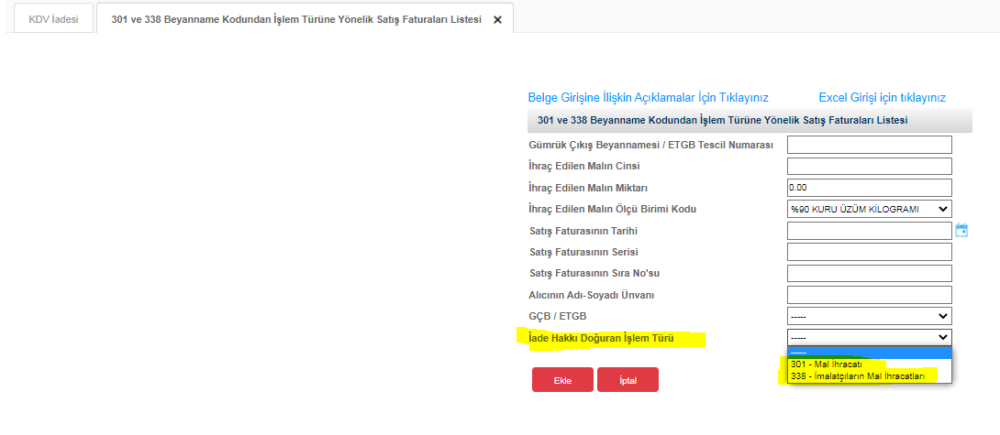 KDV İadesi
301 ve 338 Beyanname Kodundan İşlem Türüne Yönelik Satış Faturaları Listesi ×
Belge Girişine İlişkin Açıklamalar İçin Tıklayınız
Excel Girişi için tıklayınız
301 ve 338 Beyanname Kodundan İşlem Türüne Yönelik Satış Faturaları Listesi
Gümrük Çıkış Beyannamesi / ETGB Tescil Numarası
İhraç Edilen Malın Cinsi
İhraç Edilen Malın Miktarı 0.00
İhraç Edilen Malın Ölçü Birimi Kodu %90 KURU ÜZÜM KİLOGRAMI
Satış Faturasının Tarihi
Satış Faturasının Serisi
Satış Faturasının Sıra No'su
Alıcının Adı-Soyadı Ünvanı
GÇB / ETGB -----
İade Hakkı Doğuran İşlem Türü -----
-----
301 - Mal İhracatı
338 - İmalatçıların Mal İhracatları
Ekle İptal